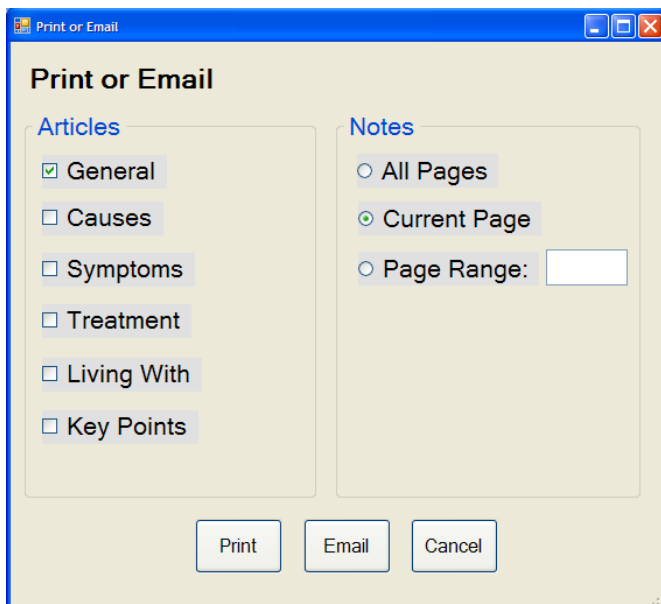 Print or Email
Print or Email
Articles
General
Causes
Symptoms
Treatment
Living With
Key Points
Notes
All Pages
Current Page
Page Range:
Print
Email
Cancel